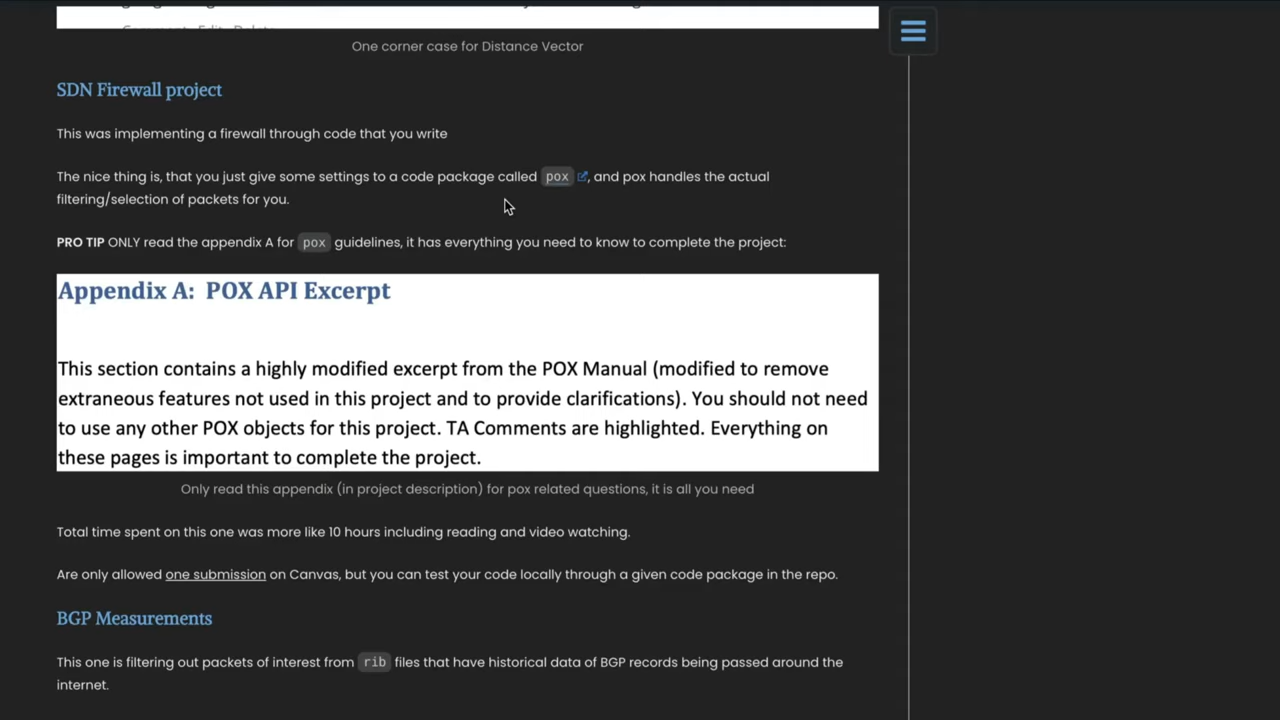 One corner case for Distance Vector
SDN Firewall project
This was implementing a firewall through code that you write
The nice thing is, that you just give some settings to a code package called pox , and pox handles the actual
filtering/selection of packets for you.
PRO TIP ONLY read the appendix A for pox guidelines, it has everything you need to know to complete the project:
Appendix A: POX API Excerpt
This section contains a highly modified excerpt from the POX Manual (modified to remove
extraneous features not used in this project and to provide clarifications). You should not need
to use any other POX objects for this project. TA Comments are highlighted. Everything on
these pages is important to complete the project.
Only read this appendix (in project description) for pox related questions, it is all you need
Total time spent on this one was more like 10 hours including reading and video watching.
Are only allowed one submission on Canvas, but you can test your code locally through a given code package in the repo.
BGP Measurements
This one is filtering out packets of interest from rib files that have historical data of BGP records being passed around the
internet.